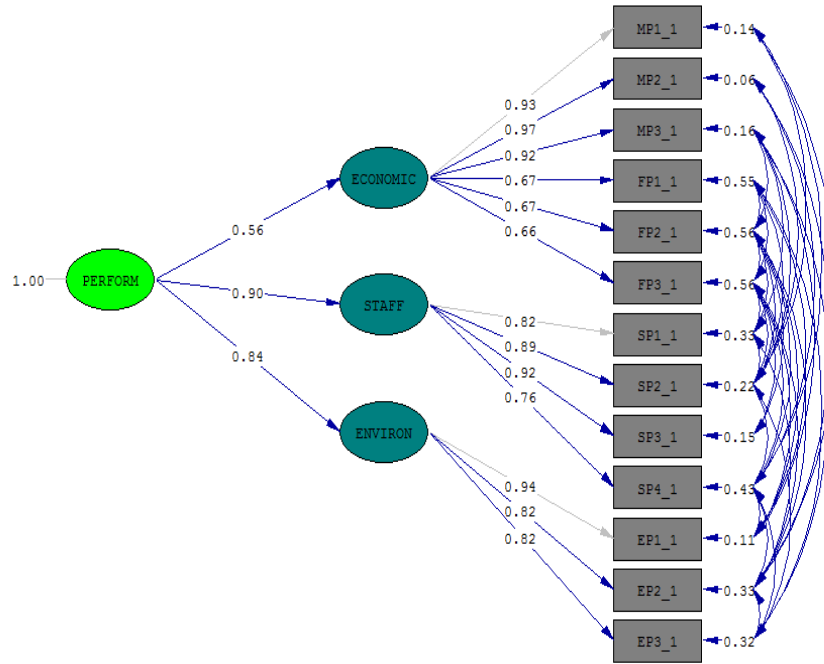 MP1_1 0.14
MP2_1 0.06
0.93
0.97
MP3_1 0.16
0.92
ECONOMIC 0.67 FP1_1 0.55
0.67
0.66
FP2_1 0.56
0.56
1.00 PERFORM FP3_1 0.56
0.90
STAFF 0.82 SP1_1 0.33
0.89
0.84
0.92
SP2_1 0.22
0.76
ENVIRON SP3_1 0.15
0.94 SP4_1 0.43
0.82
0.82
EP1_1 0.11
EP2_1 0.33
EP3_1 0.32